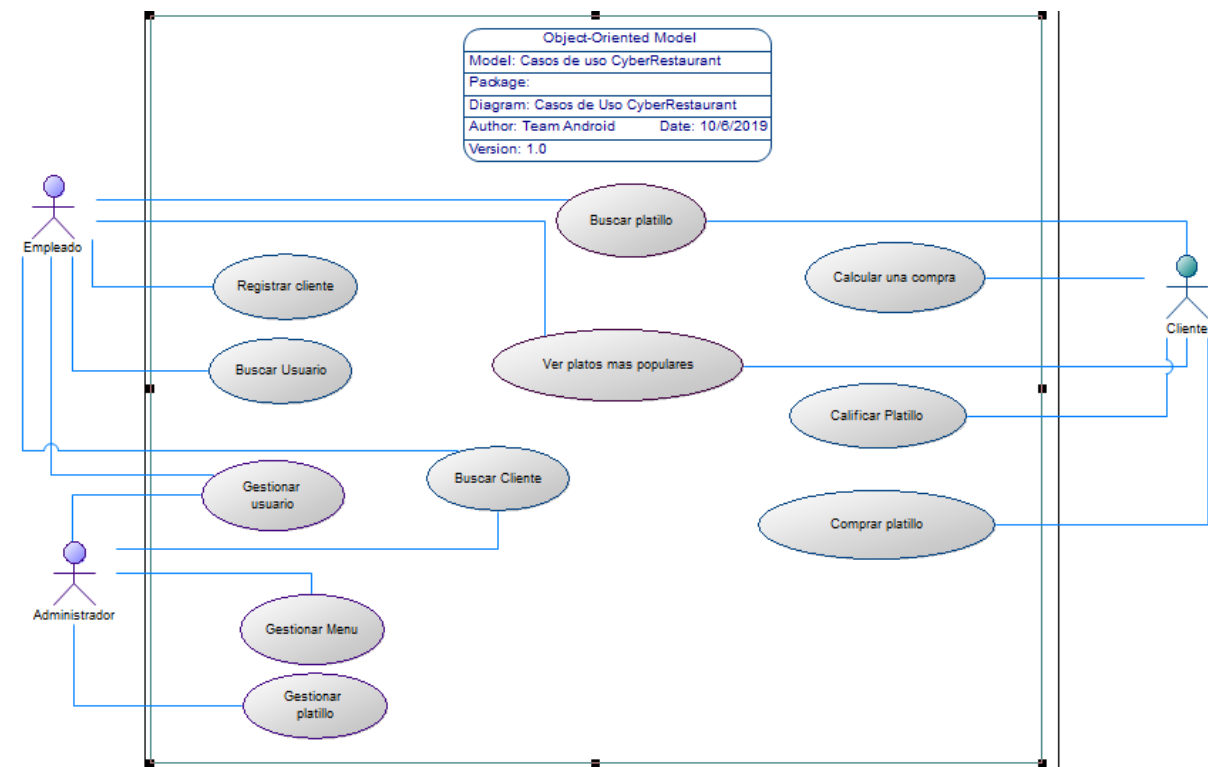 Object-Oriented Model
Model: Casos de uso CyberRestaurant
Package:
Diagram: Casos de Uso CyberRestaurant
Author: Team Android Date: 10/6/2019
Version: 1.0
Buscar platillo
Empleado
Registrar cliente
Calcular una compra
Cliente
Buscar Usuario
Ver platos mas populares
Calificar Platillo
Gestionar
usuario
Buscar Cliente
Comprar platillo
Administrador
Gestionar Menu
Gestionar
platillo